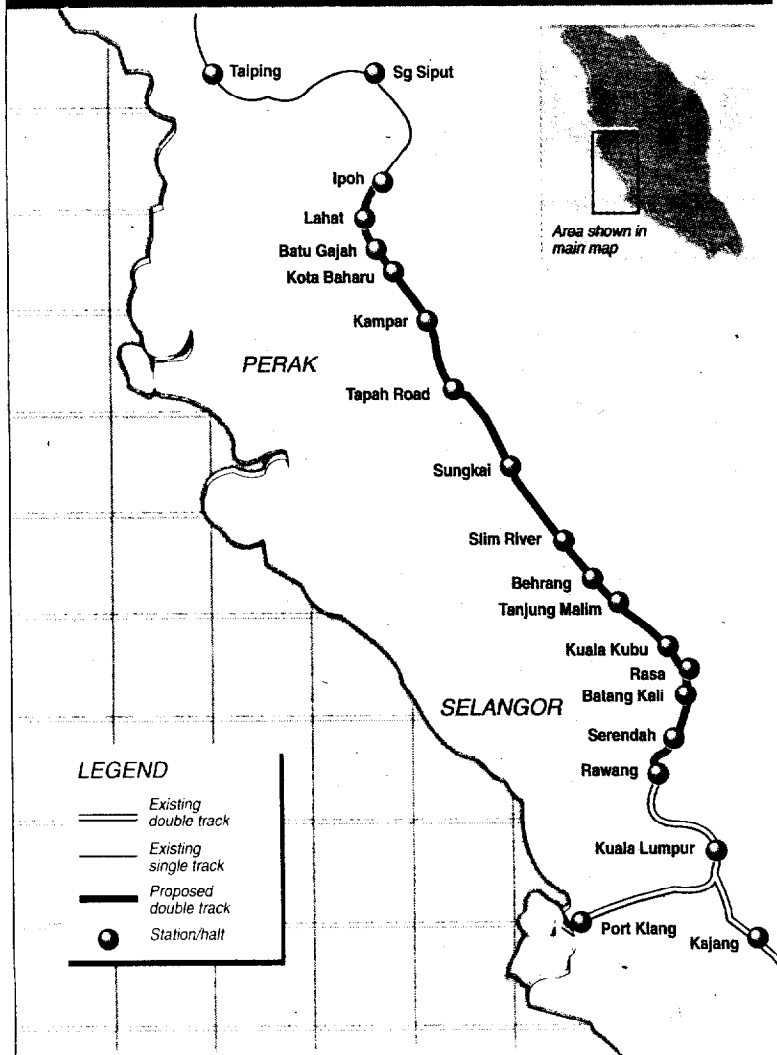 Taiping
Sg Siput
Ipoh
Lahat
Batu Gajah
Kota Baharu
Kampar
Area shown in
main map
PERAK
Tapah Road
Sungkai
Slim River
Behrang
Tanjung Malim
Kuala Kubu
Rasa
Batang Kali
SELANGOR
Serendah
Rawang
Kuala Lumpur
Port Klang
Kajang
LEGEND
Existing
double track
Existing
single track
Proposed
double track
Station/halt